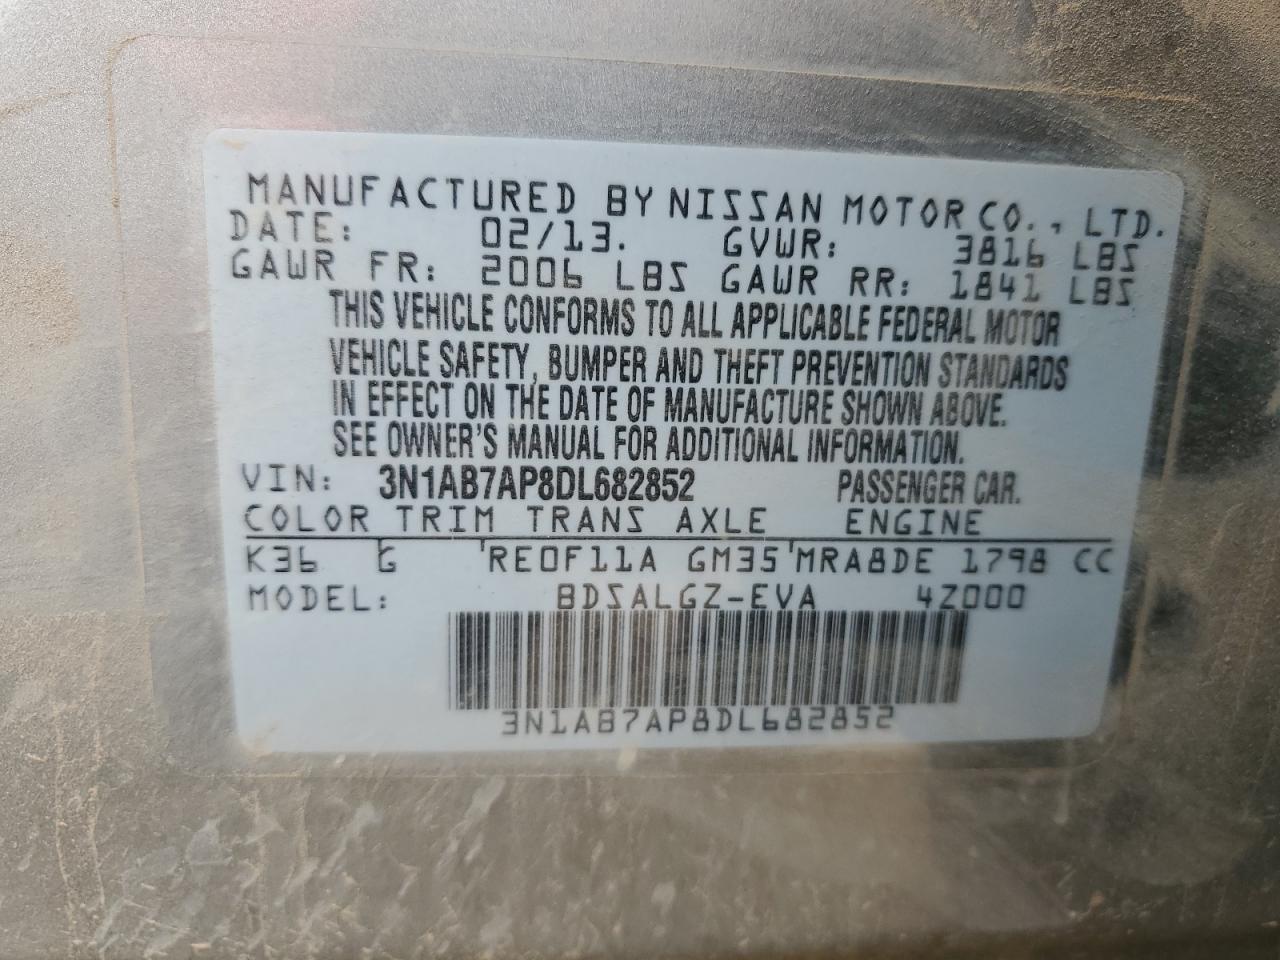 MANUFACTURED BY NISSAN MOTOR CO., LTD.
DATE: 02/13. GVWR: 3816 LBS
GAWR FR: 2006 LBS GAWR RR: 1841 LBS
THIS VEHICLE CONFORMS TO ALL APPLICABLE FEDERAL MOTOR
VEHICLE SAFETY, BUMPER AND THEFT PREVENTION STANDARDS
IN EFFECT ON THE DATE OF MANUFACTURE SHOWN ABOVE.
SEE OWNER'S MANUAL FOR ADDITIONAL INFORMATION.
VIN: 3N1AB7AP8DL682852 PASSENGER CAR.
COLOR TRIM TRANS AXLE ENGINE
K36 G RE0F11A GM35 MRA8DE 1798 CC
MODEL: BDSALGZ-EVA 4Z000
3N1AB7AP8DL682852